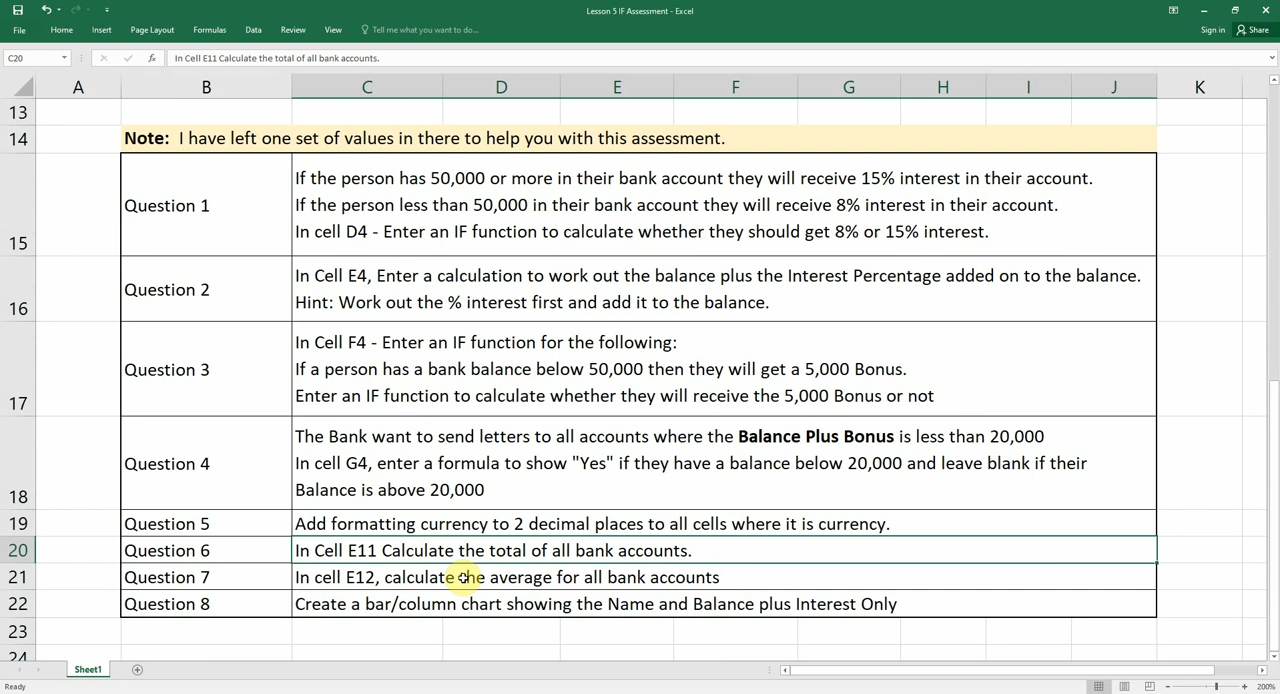 Lesson 5 IF Assessment - Excel
File Home Insert Page Layout Formulas Data Review View Tell me what you want to do... Sign in Share
C20 fx In Cell E11 Calculate the total of all bank accounts.
A B C D E F G H I J K
13
14 Note: I have left one set of values in there to help you with this assessment.
If the person has 50,000 or more in their bank account they will receive 15% interest in their account.
Question 1 If the person less than 50,000 in their bank account they will receive 8% interest in their account.
In cell D4 - Enter an IF function to calculate whether they should get 8% or 15% interest.
15
In Cell E4, Enter a calculation to work out the balance plus the Interest Percentage added on to the balance.
Question 2
Hint: Work out the % interest first and add it to the balance.
16
In Cell F4 - Enter an IF function for the following:
Question 3 If a person has a bank balance below 50,000 then they will get a 5,000 Bonus.
Enter an IF function to calculate whether they will receive the 5,000 Bonus or not
17
The Bank want to send letters to all accounts where the Balance Plus Bonus is less than 20,000
Question 4 In cell G4, enter a formula to show "Yes" if they have a balance below 20,000 and leave blank if their
Balance is above 20,000
18
19 Question 5 Add formatting currency to 2 decimal places to all cells where it is currency.
20 Question 6 In Cell E11 Calculate the total of all bank accounts.
21 Question 7 In cell E12, calculate the average for all bank accounts
22 Question 8 Create a bar/column chart showing the Name and Balance plus Interest Only
23
24
Sheet1
Ready 200%